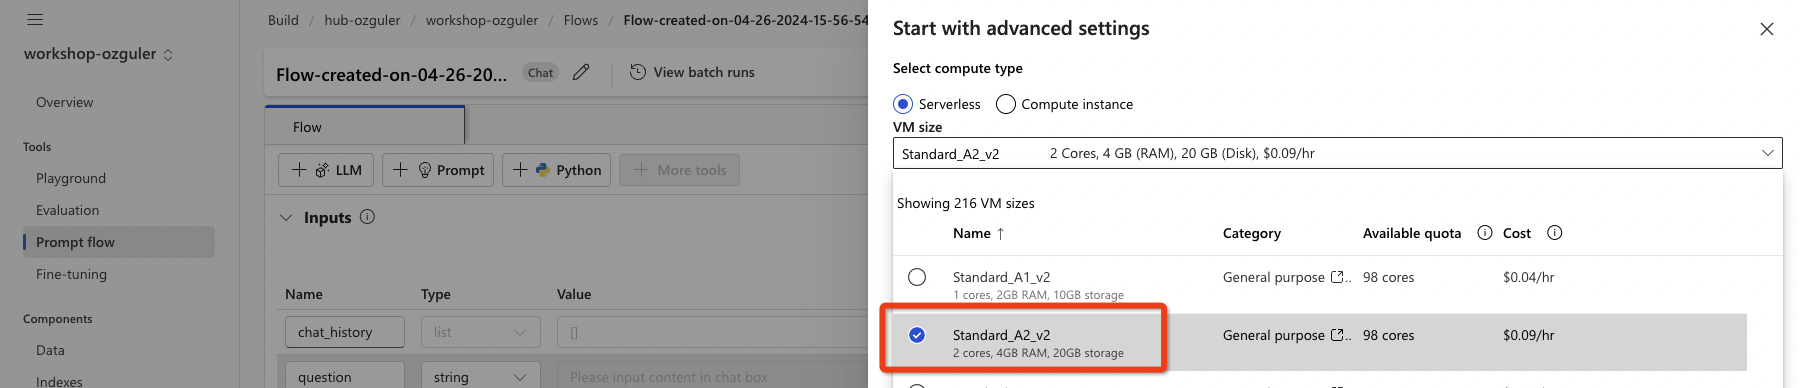 workshop-ozguler
Overview
Tools
Playground
Evaluation
Prompt flow
Fine-tuning
Components
Data
Indexes
Build / hub-ozguler / workshop-ozguler / Flows / Flow-created-on-04-26-2024-15-56-54
Flow-created-on-04-26-20... Chat View batch runs
Flow
+ LLM + Prompt + Python + More tools
Inputs
Name Type Value
chat_history list []
question string Please input content in chat box
Start with advanced settings
Select compute type
Serverless Compute instance
VM size
Standard_A2_v2 2 Cores, 4 GB (RAM), 20 GB (Disk), $0.09/hr
Showing 216 VM sizes
Name ↑ Category Available quota Cost
Standard_A1_v2 General purpose .. 98 cores $0.04/hr
1 cores, 2GB RAM, 10GB storage
Standard_A2_v2 General purpose .. 98 cores $0.09/hr
2 cores, 4GB RAM, 20GB storage